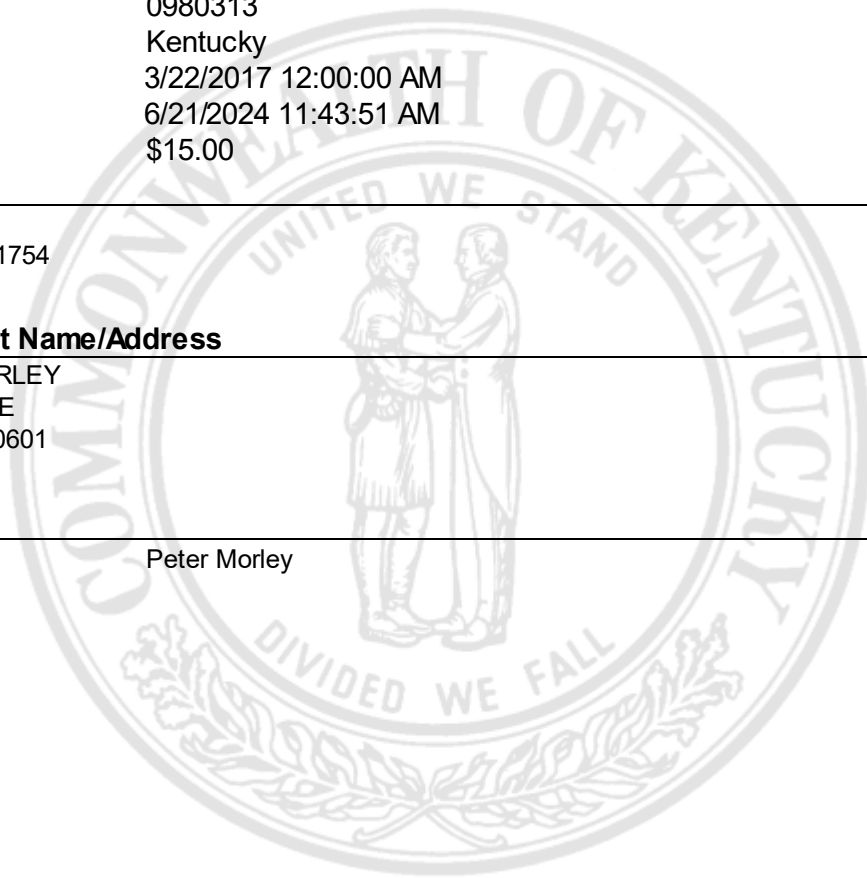 0980313
Kentucky
3/22/2017 12:00:00 AM
6/21/2024 11:43:51 AM
$15.00
1754
t Name/Address
RLEY
E
0601
Peter Morley
COMMONWEALTH OF KENTUCKY
UNITED WE STAND
DIVIDED WE FALL